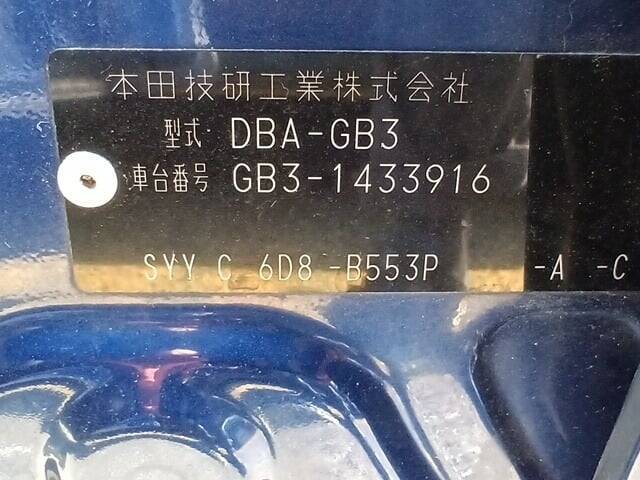 本田技研工業株式会社
型式 DBA-GB3
車台番号 GB3-1433916
SYY C 6D8 -B553P -A -C